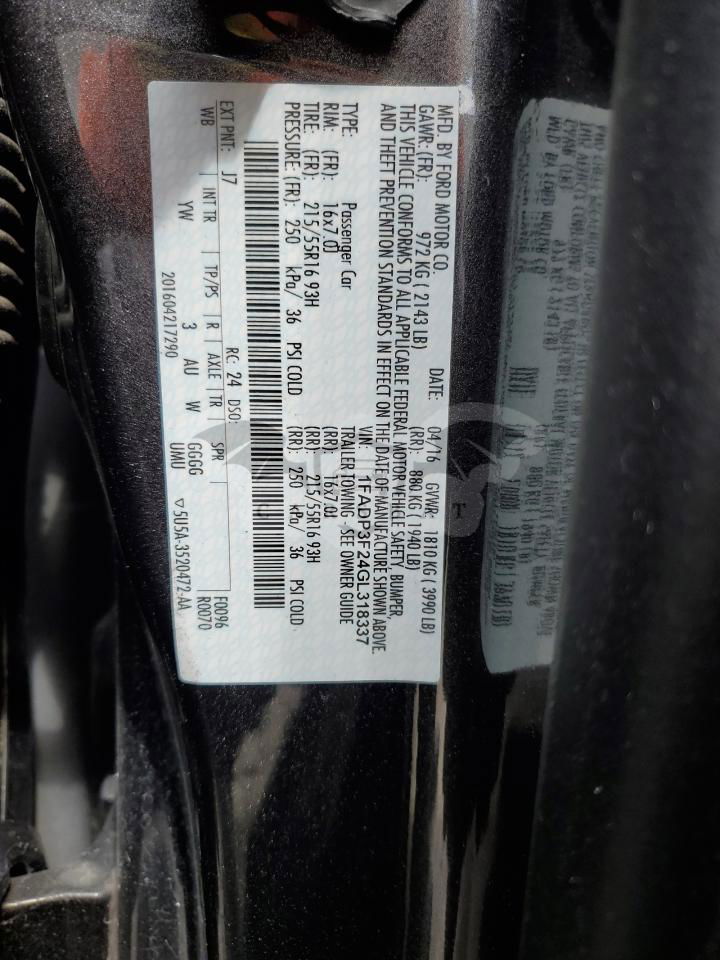 MFD. BY FORD MOTOR CO.
DATE: 04/16 GVWR: 1810 KG ( 3990 LB)
GAWR: (FR): 972 KG ( 2143 LB) (RR): 880 KG ( 1940 LB)
THIS VEHICLE CONFORMS TO ALL APPLICABLE FEDERAL MOTOR VEHICLE SAFETY, BUMPER,
AND THEFT PREVENTION STANDARDS IN EFFECT ON THE DATE OF MANUFACTURE SHOWN ABOVE.
VIN: 1FADP3F24GL318337
TYPE: Passenger Car TRAILER TOWING - SEE OWNER GUIDE
RIM: (FR): 16x7.0J (RR): 16x7.0J
TIRE: (FR): 215/55R16 93H (RR): 215/55R16 93H
PRESSURE (FR): 250 kPa/ 36 PSI COLD (RR): 250 kPa/ 36 PSI COLD
EXT PNT: J7 RC: 24 DSO: F0096
WB INT TR TP/PS R AXLE TR SPR R0070
YW 3 AU W GGGG
UMU
201604217290 ▽5U5A-3520472-AA